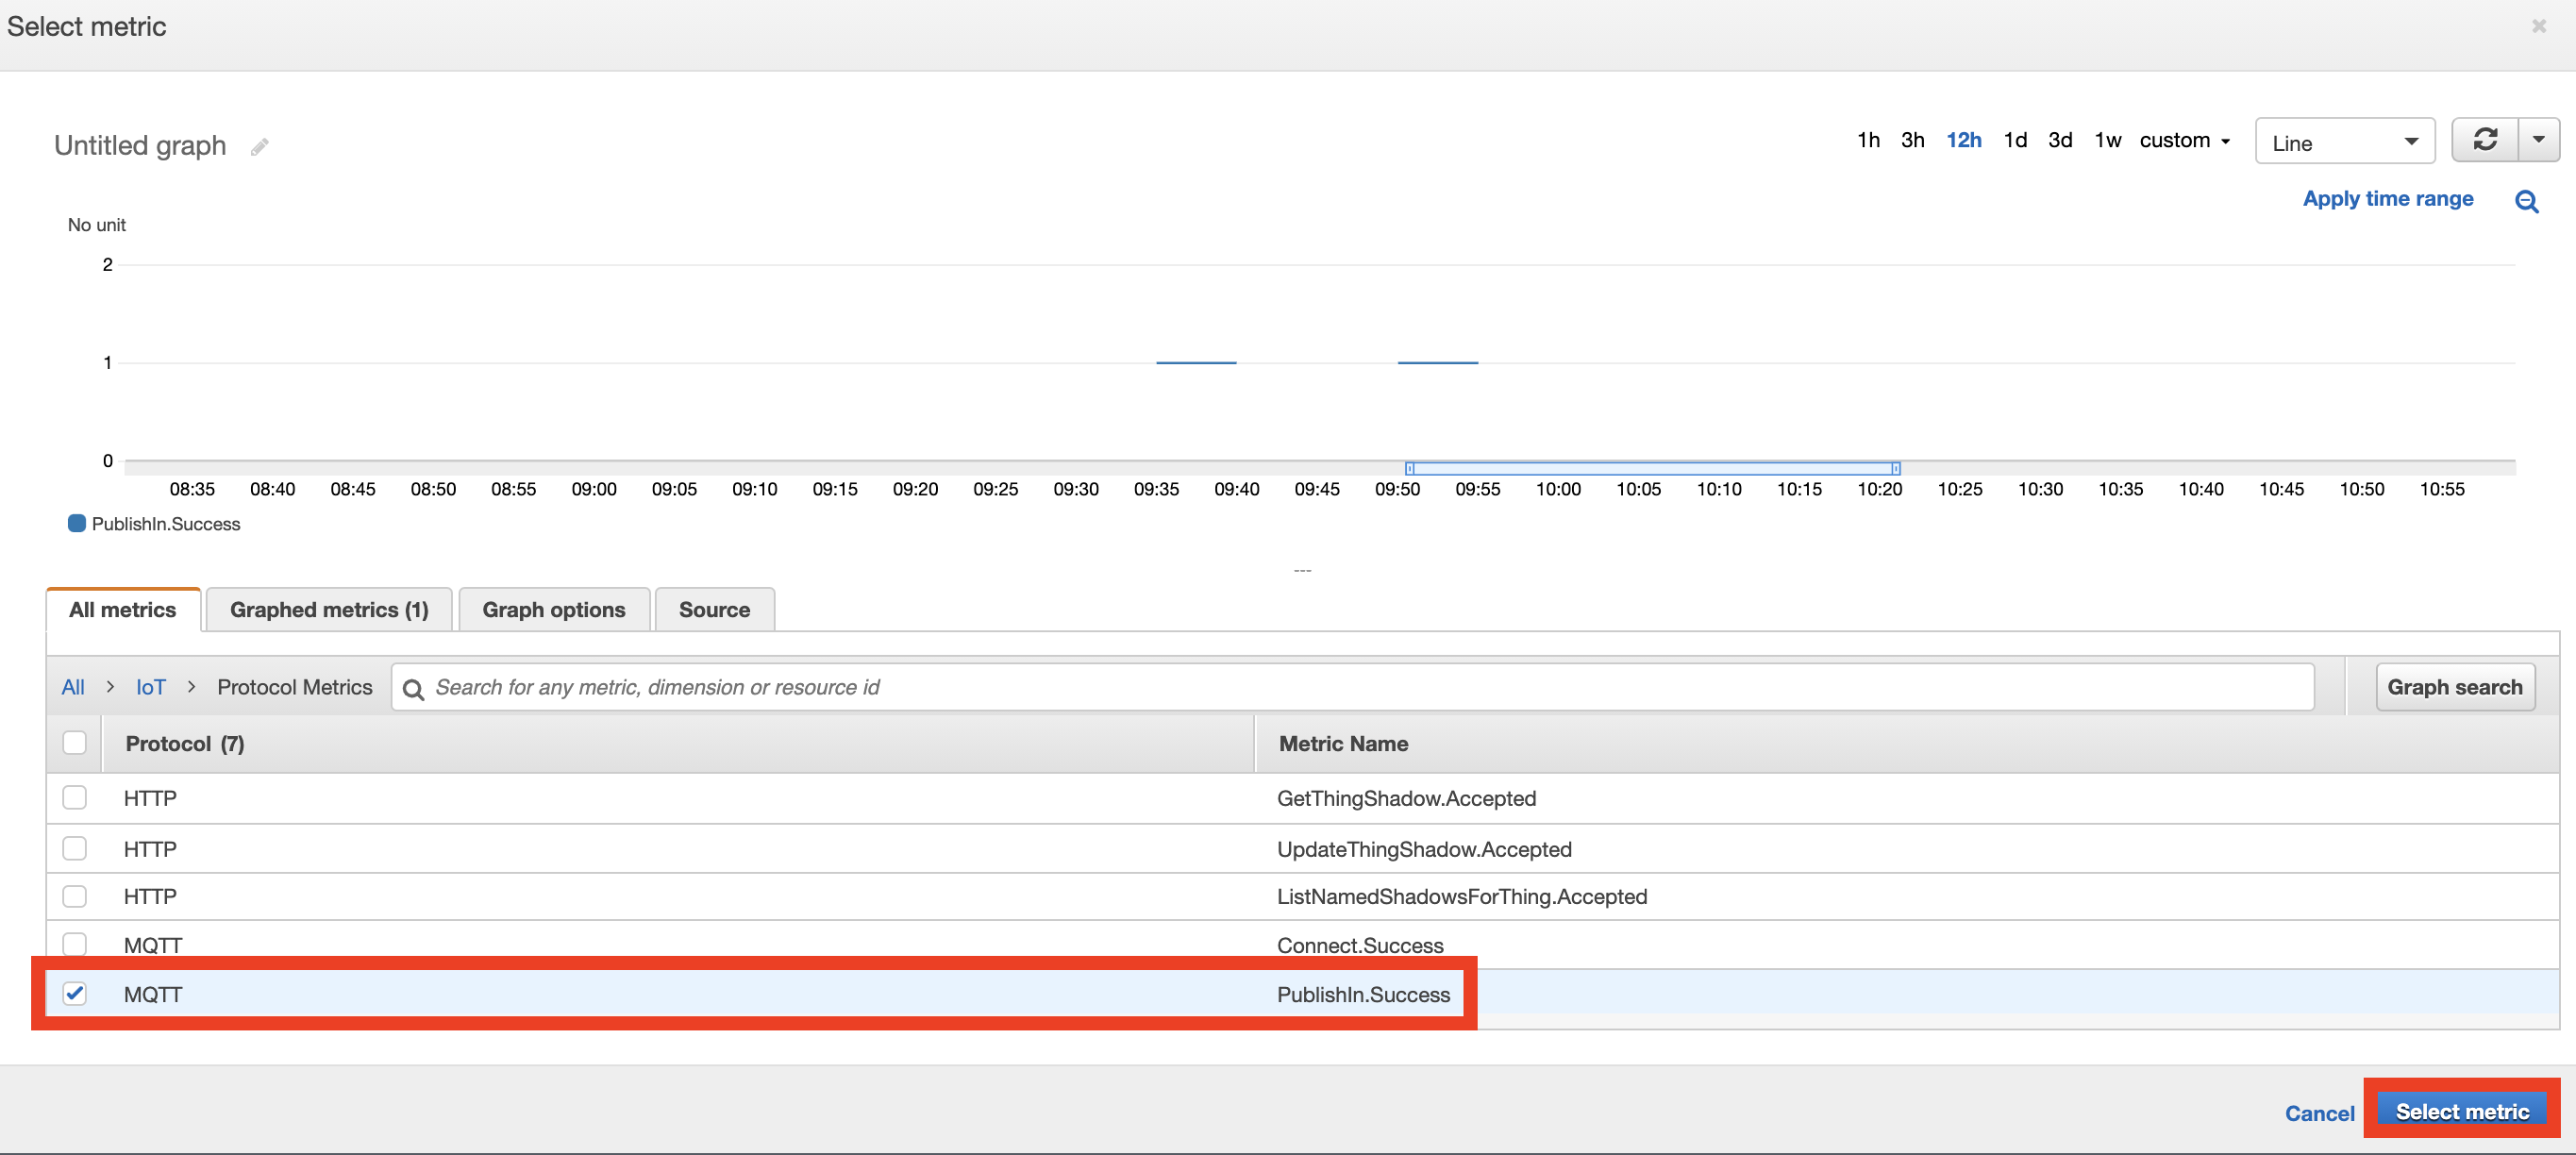 Select metric
Untitled graph
1h 3h 12h 1d 3d 1w custom
Line
Apply time range
No unit
2
1
0
08:35 08:40 08:45 08:50 08:55 09:00 09:05 09:10 09:15 09:20 09:25 09:30 09:35 09:40 09:45 09:50 09:55 10:00 10:05 10:10 10:15 10:20 10:25 10:30 10:35 10:40 10:45 10:50 10:55
PublishIn.Success
---
All metrics Graphed metrics (1) Graph options Source
All > IoT > Protocol Metrics Search for any metric, dimension or resource id Graph search
Protocol (7) Metric Name
HTTP GetThingShadow.Accepted
HTTP UpdateThingShadow.Accepted
HTTP ListNamedShadowsForThing.Accepted
MQTT Connect.Success
MQTT PublishIn.Success
Cancel Select metric